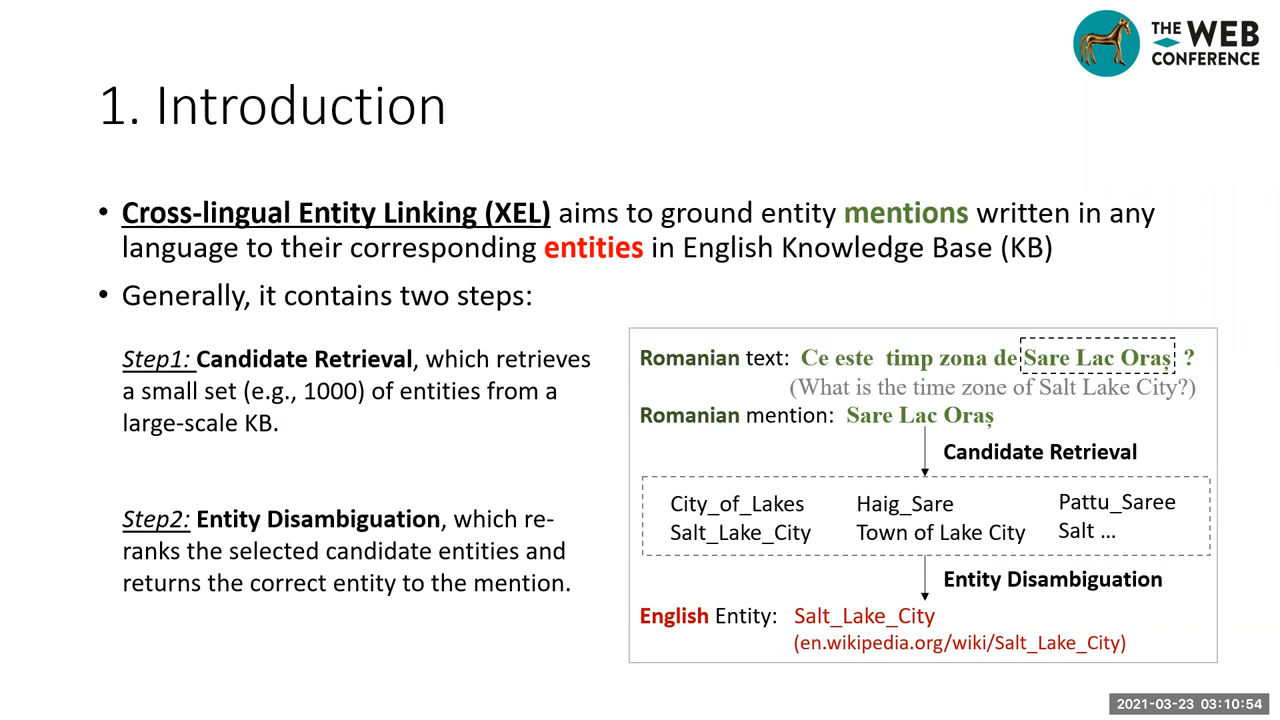 THE WEB
CONFERENCE
1. Introduction
• Cross-lingual Entity Linking (XEL) aims to ground entity mentions written in any
language to their corresponding entities in English Knowledge Base (KB)
• Generally, it contains two steps:
Step1: Candidate Retrieval, which retrieves
a small set (e.g., 1000) of entities from a
large-scale KB.
Step2: Entity Disambiguation, which re-
ranks the selected candidate entities and
returns the correct entity to the mention.
Romanian text: Ce este timp zona de Sare Lac Oraș ?
(What is the time zone of Salt Lake City?)
Romanian mention: Sare Lac Oraș
Candidate Retrieval
City_of_Lakes Haig_Sare Pattu_Saree
Salt_Lake_City Town of Lake City Salt ...
Entity Disambiguation
English Entity: Salt_Lake_City
(en.wikipedia.org/wiki/Salt_Lake_City)
2021-03-23 03:10:54